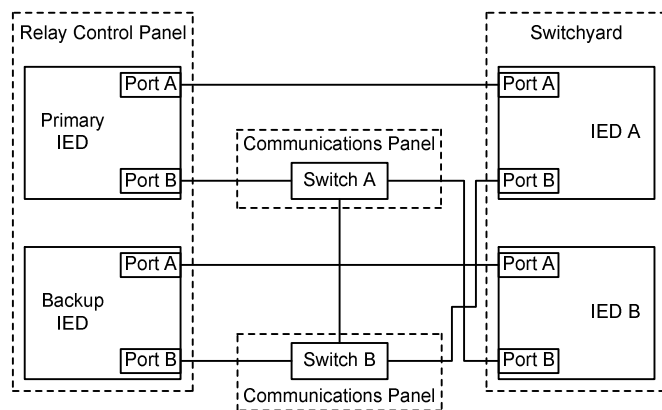 Relay Control Panel
Switchyard
Port A
Port A
Primary
IED
IED A
Communications Panel
Port B
Switch A
Port B
Port A
Port A
Backup
IED
IED B
Port B
Switch B
Port B
Communications Panel